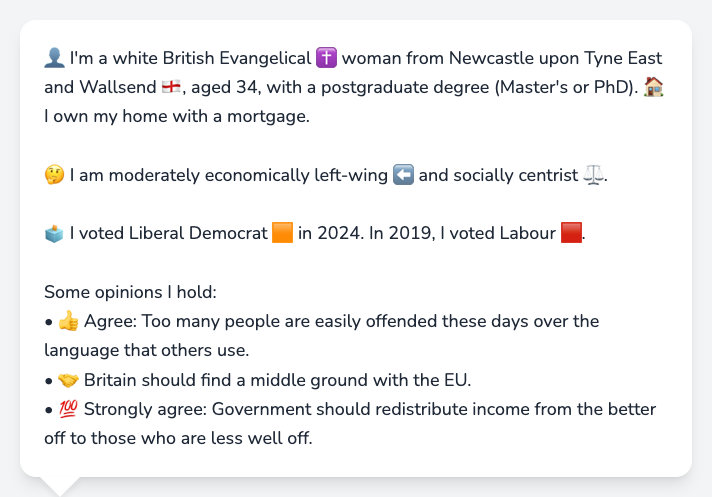 👤 I'm a white British Evangelical ✝️ woman from Newcastle upon Tyne East
and Wallsend 🏴󠁧󠁢󠁥󠁮󠁧󠁿, aged 34, with a postgraduate degree (Master's or PhD). 🏠
I own my home with a mortgage.
🤔 I am moderately economically left-wing ⬅️ and socially centrist ⚖️.
🗳️ I voted Liberal Democrat 🟧 in 2024. In 2019, I voted Labour 🟥.
Some opinions I hold:
• 👍 Agree: Too many people are easily offended these days over the
language that others use.
• 🤝 Britain should find a middle ground with the EU.
• 💯 Strongly agree: Government should redistribute income from the better
off to those who are less well off.